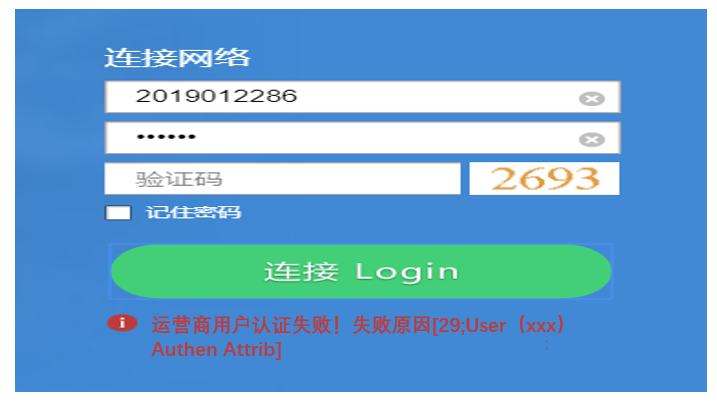 连接网络
2019012286
••••••
验证码
2693
记住密码
连接 Login
运营商用户认证失败！失败原因[29;User（xxx）
Authen Attrib]